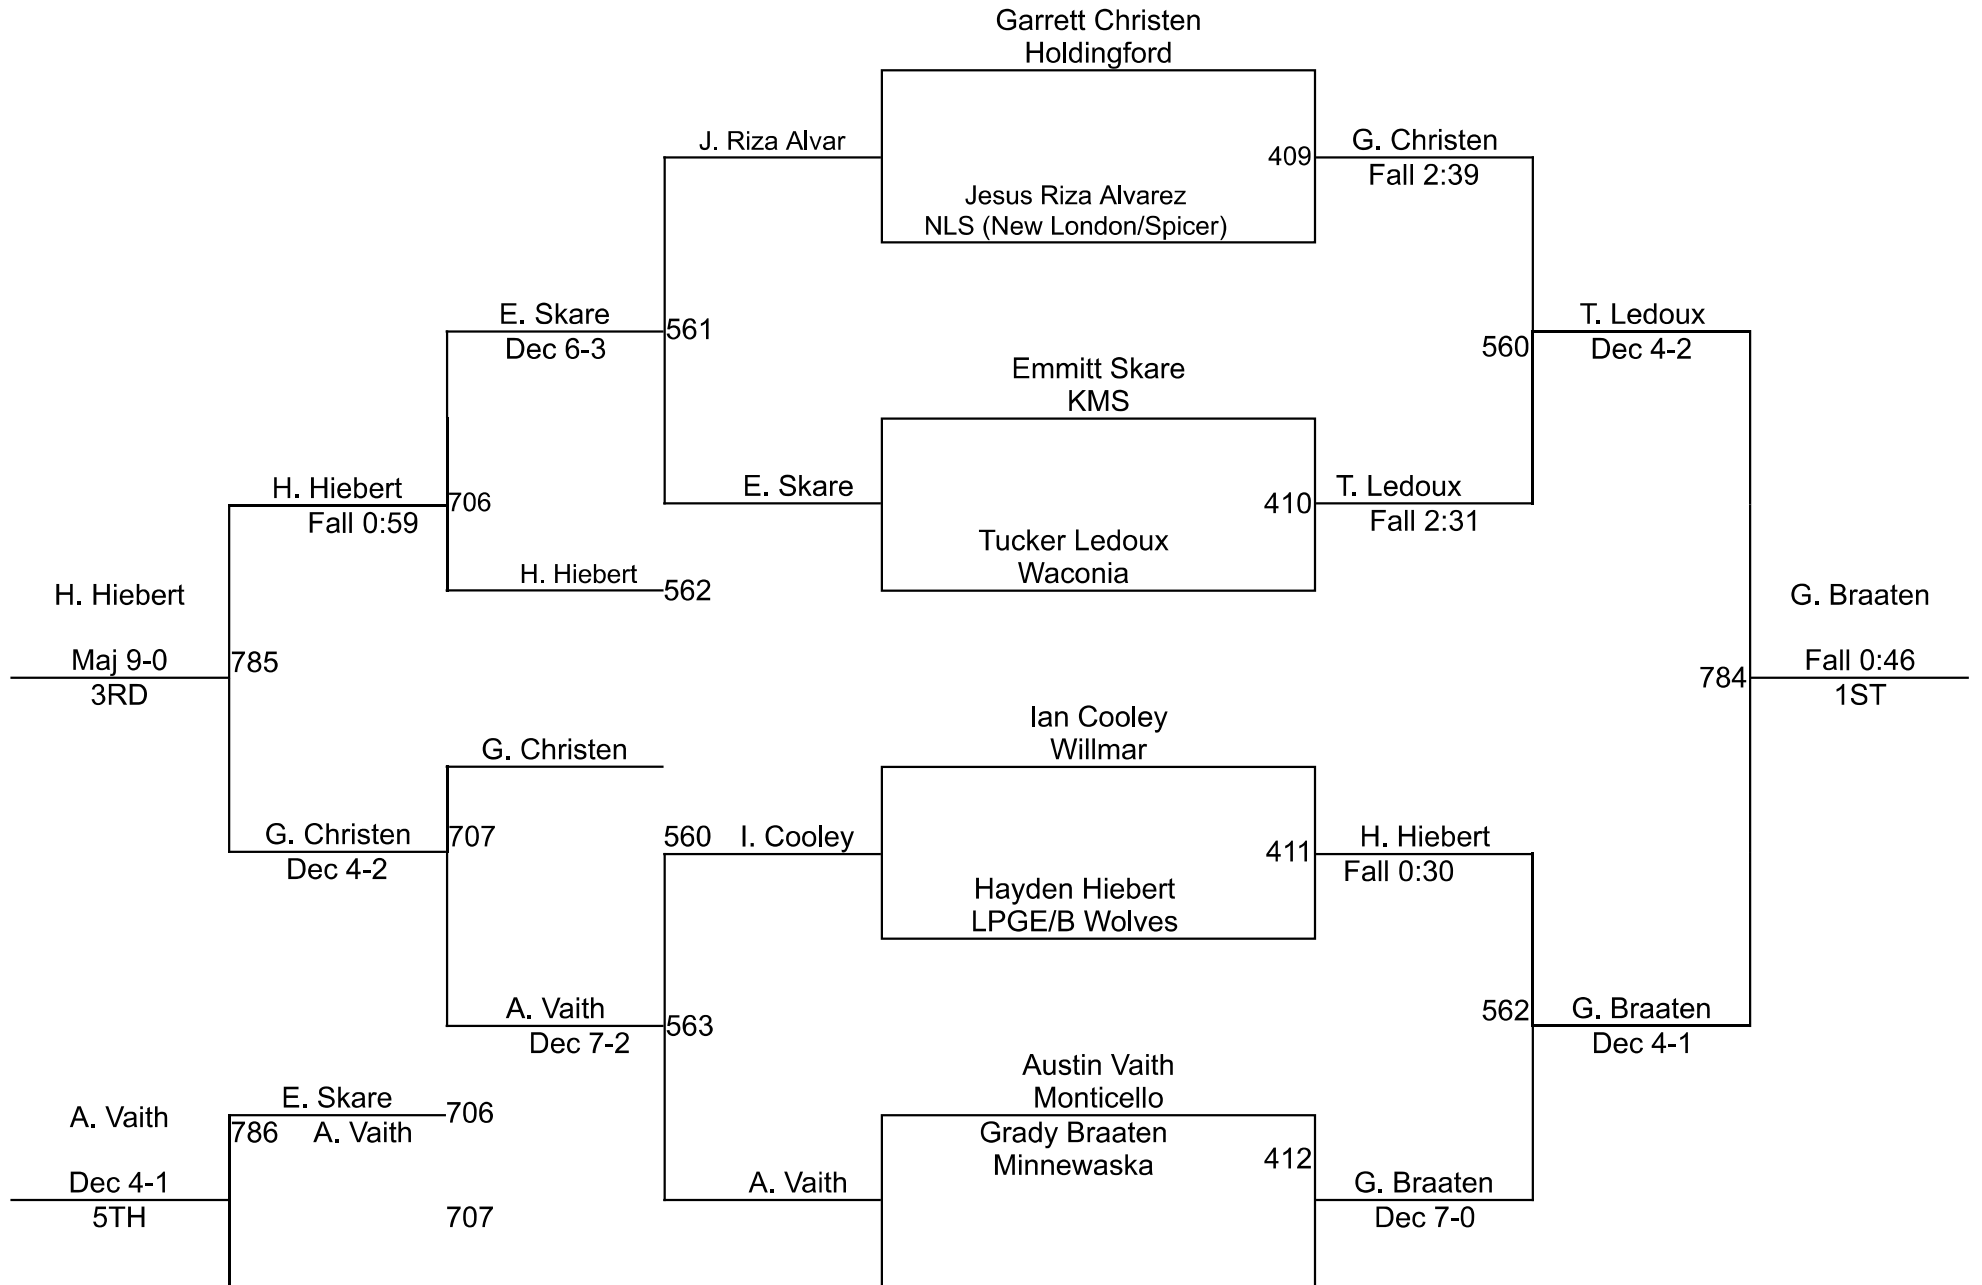 Garrett Christen
Holdingford
J. Riza Alvar
409
G. Christen
Fall 2:39
Jesus Riza Alvarez
NLS (New London/Spicer)
E. Skare
Dec 6-3
561
560
T. Ledoux
Dec 4-2
Emmitt Skare
KMS
H. Hiebert
Fall 0:59
706
E. Skare
410
T. Ledoux
Fall 2:31
Tucker Ledoux
Waconia
H. Hiebert
562
H. Hiebert
Maj 9-0
3RD
785
G. Braaten
784
Fall 0:46
1ST
Ian Cooley
Willmar
G. Christen
G. Christen
Dec 4-2
707
560
I. Cooley
411
H. Hiebert
Fall 0:30
Hayden Hiebert
LPGE/B Wolves
A. Vaith
Dec 7-2
563
562
G. Braaten
Dec 4-1
Austin Vaith
Monticello
A. Vaith
E. Skare
706
786
A. Vaith
Grady Braaten
Minnewaska
412
Dec 4-1
5TH
707
A. Vaith
G. Braaten
Dec 7-0